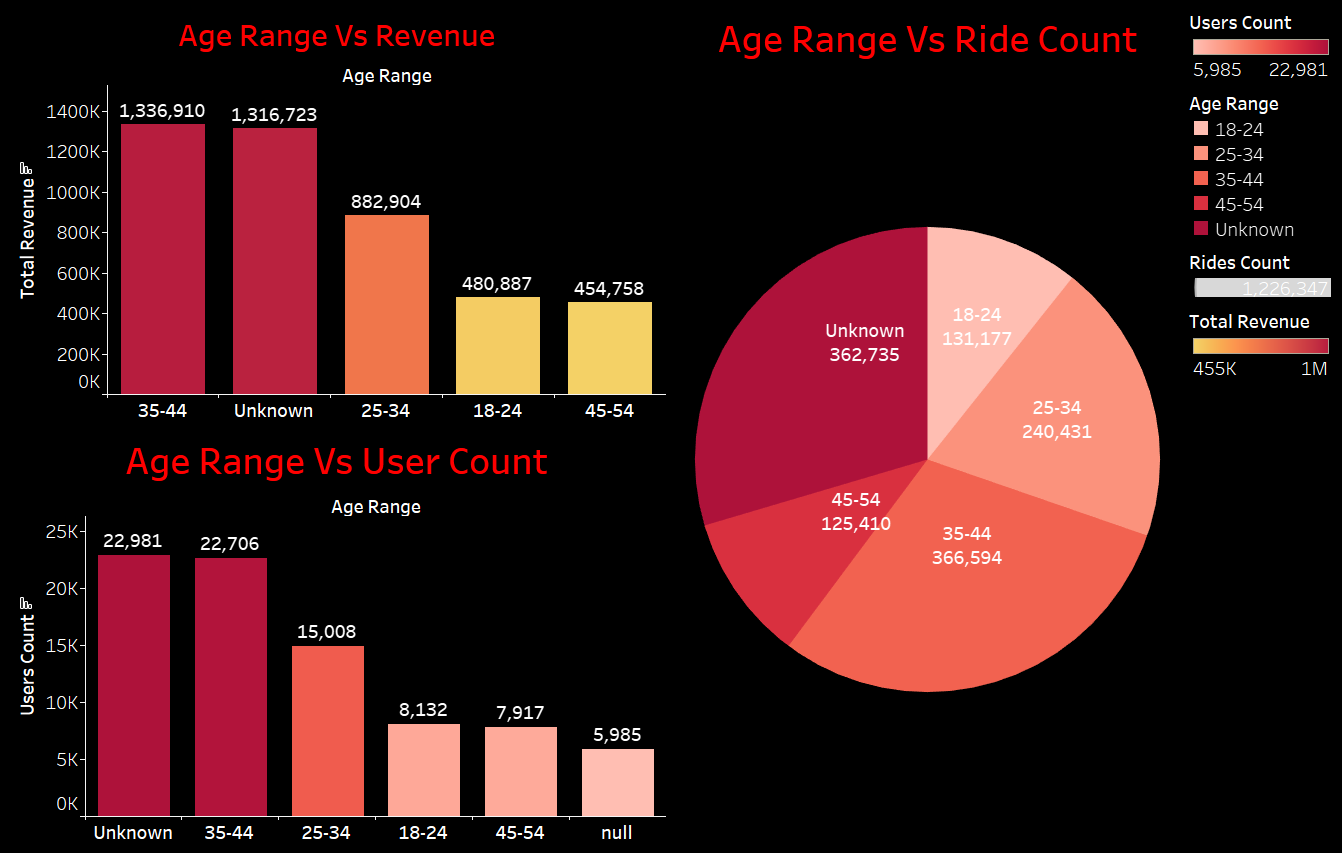 Age Range Vs Revenue
Age Range
Total Revenue
1400K
1200K
1000K
800K
600K
400K
200K
0K
1,336,910
1,316,723
882,904
480,887
454,758
35-44
Unknown
25-34
18-24
45-54
Age Range Vs User Count
Age Range
Users Count
25K
20K
15K
10K
5K
0K
22,981
22,706
15,008
8,132
7,917
5,985
Unknown
35-44
25-34
18-24
45-54
null
Age Range Vs Ride Count
Unknown
362,735
18-24
131,177
25-34
240,431
45-54
125,410
35-44
366,594
Users Count
5,985 22,981
Age Range
18-24
25-34
35-44
45-54
Unknown
Rides Count
1,226,347
Total Revenue
455K 1M